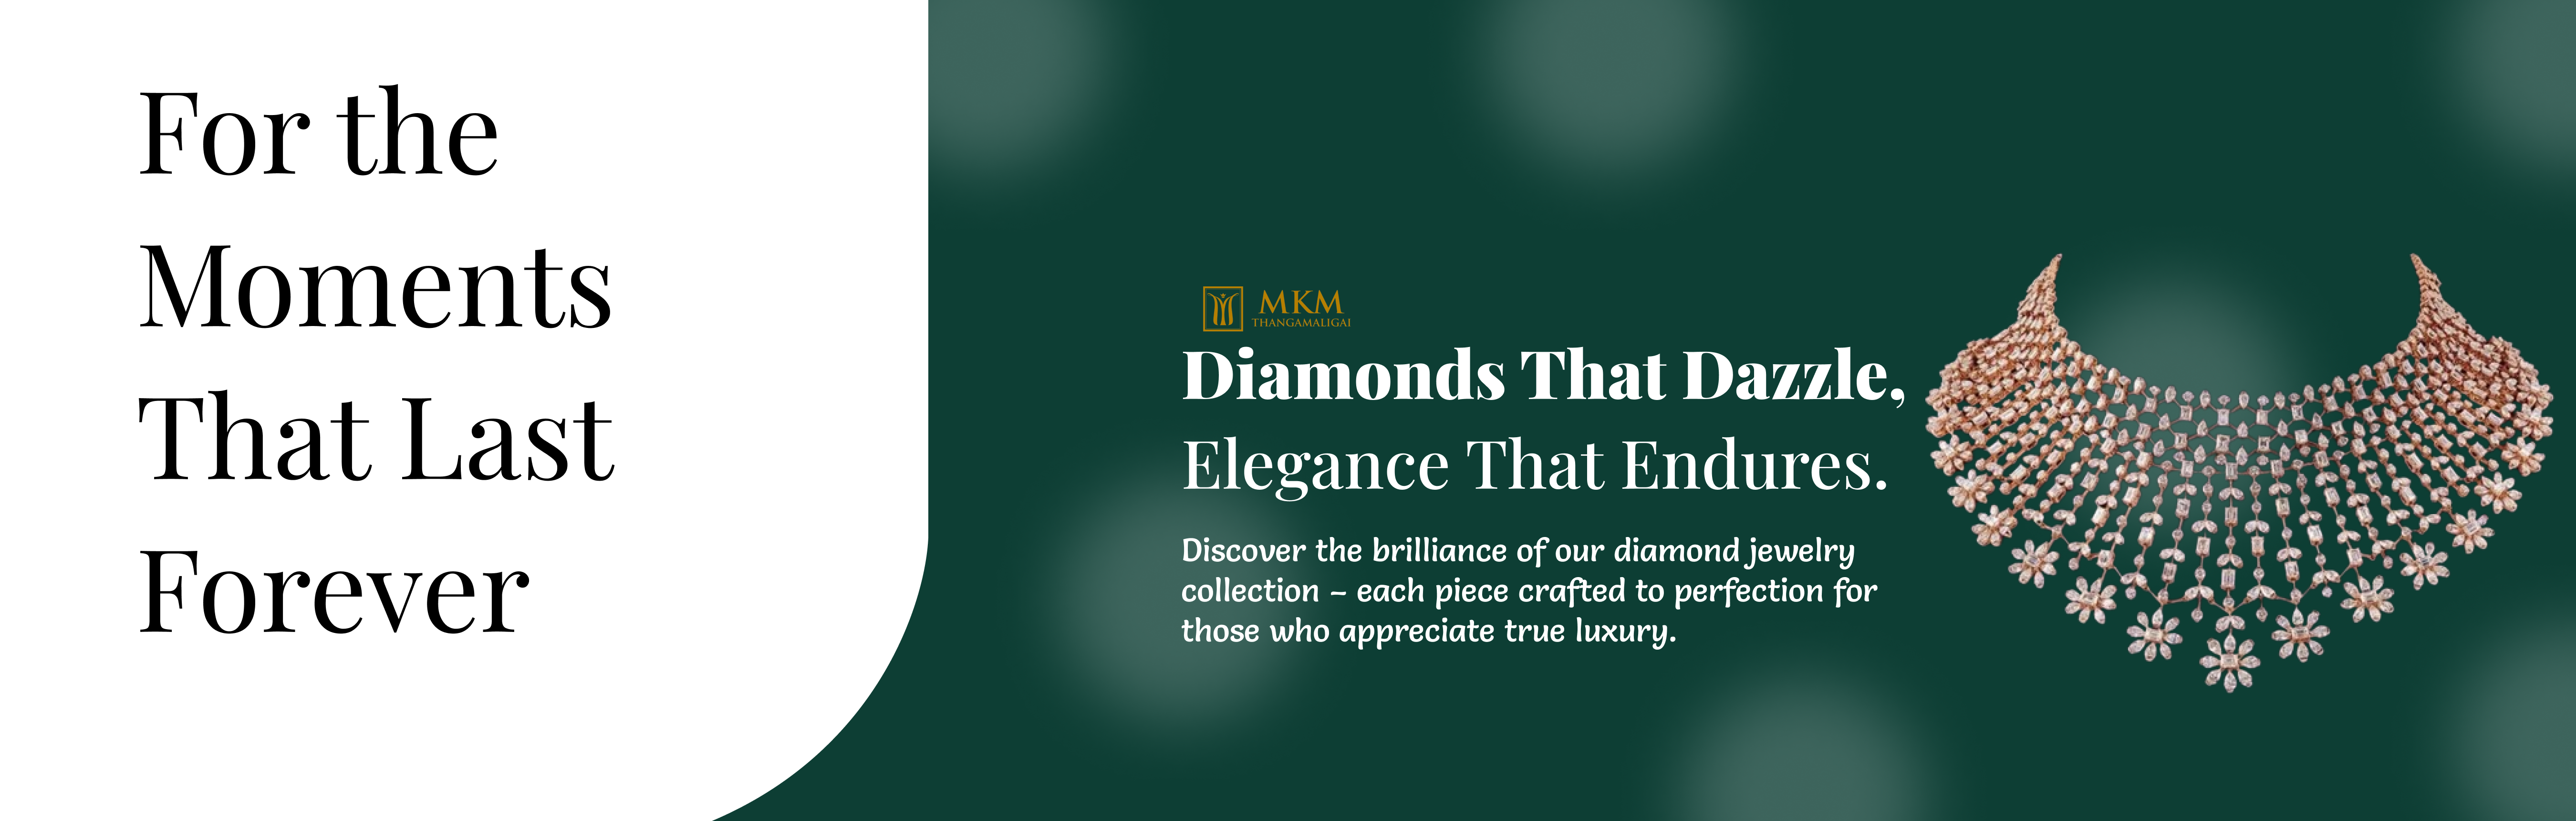 For the
Moments
That Last
Forever
MKM
THANGAMALIGAI
Diamonds That Dazzle,
Elegance That Endures.
Discover the brilliance of our diamond jewelry
collection – each piece crafted to perfection for
those who appreciate true luxury.